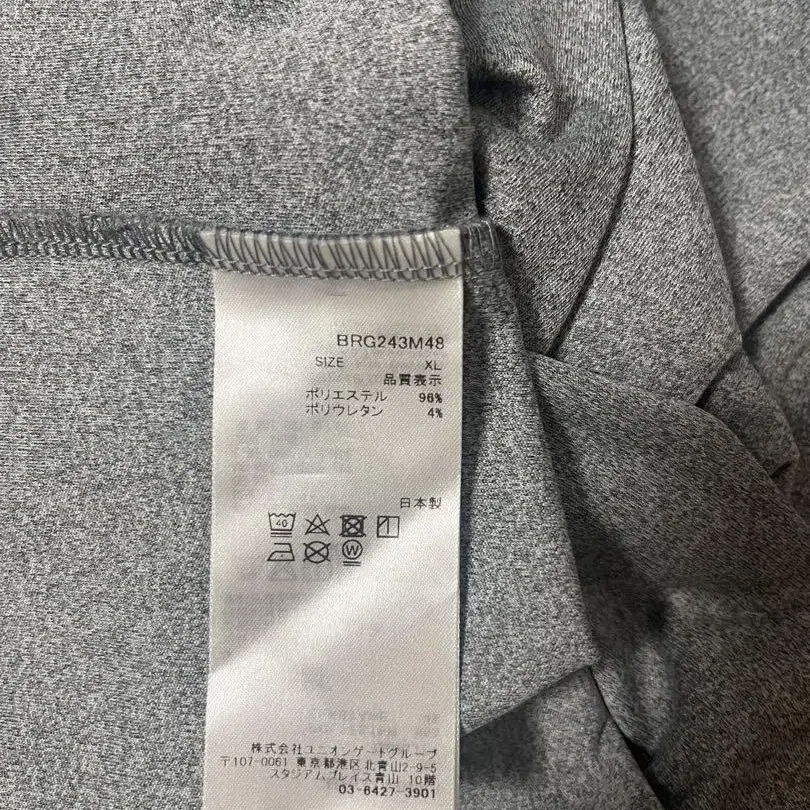 BRG243M48
SIZE XL
品質表示
ポリエステル 96%
ポリウレタン 4%
日本製
40
W
株式会社ユニオンゲートグループ
〒107-0061 東京都港区北青山2-9-5
スタジアムプレイス青山 10階
03-6427-3901